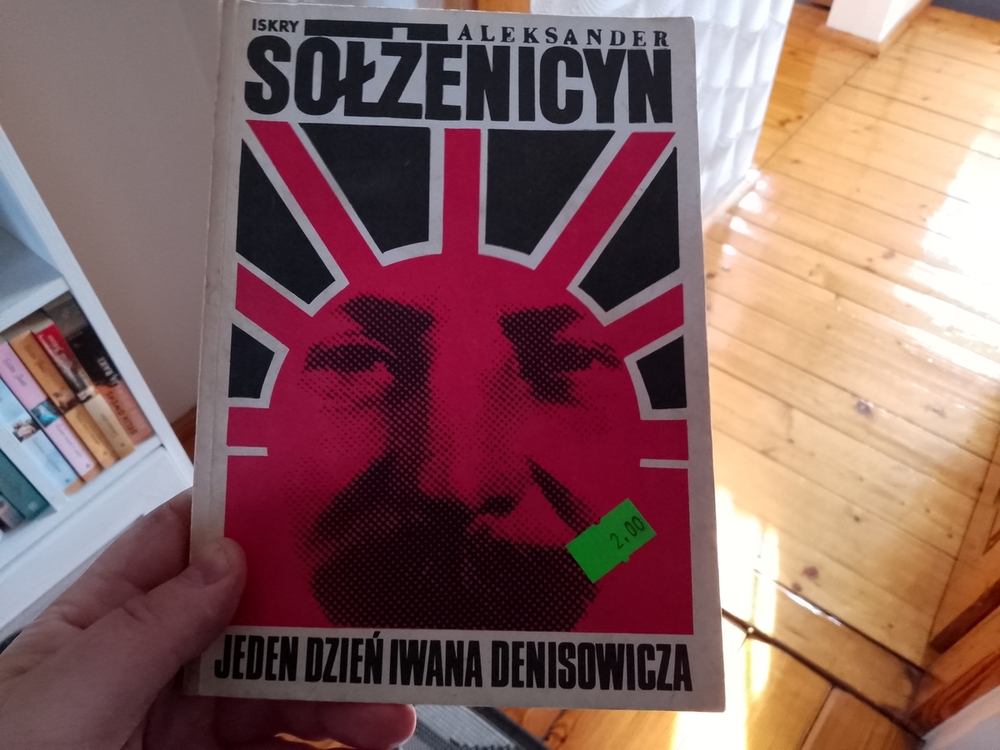 ISKRY
ALEKSANDER
SOŁŻENICYN
2,00
JEDEN DZIEŃ IWANA DENISOWICZA